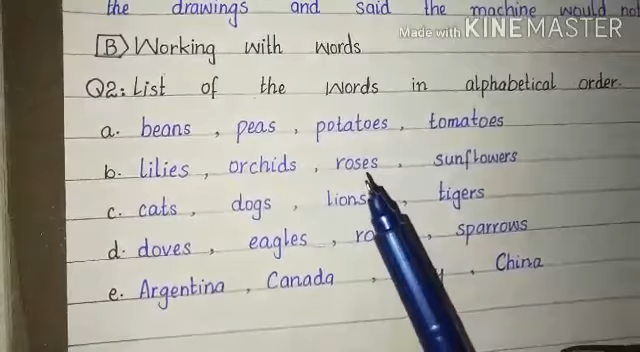 the drawings and said the machine would not
Made with KINEMASTER
B Working with words
Q2: List of the words in alphabetical order.
a. beans, peas, potatoes, tomatoes
b. lilies, orchids, roses, sunflowers
c. cats, dogs, lions, tigers
d. doves, eagles, sparrows
e. Argentina, Canada, China